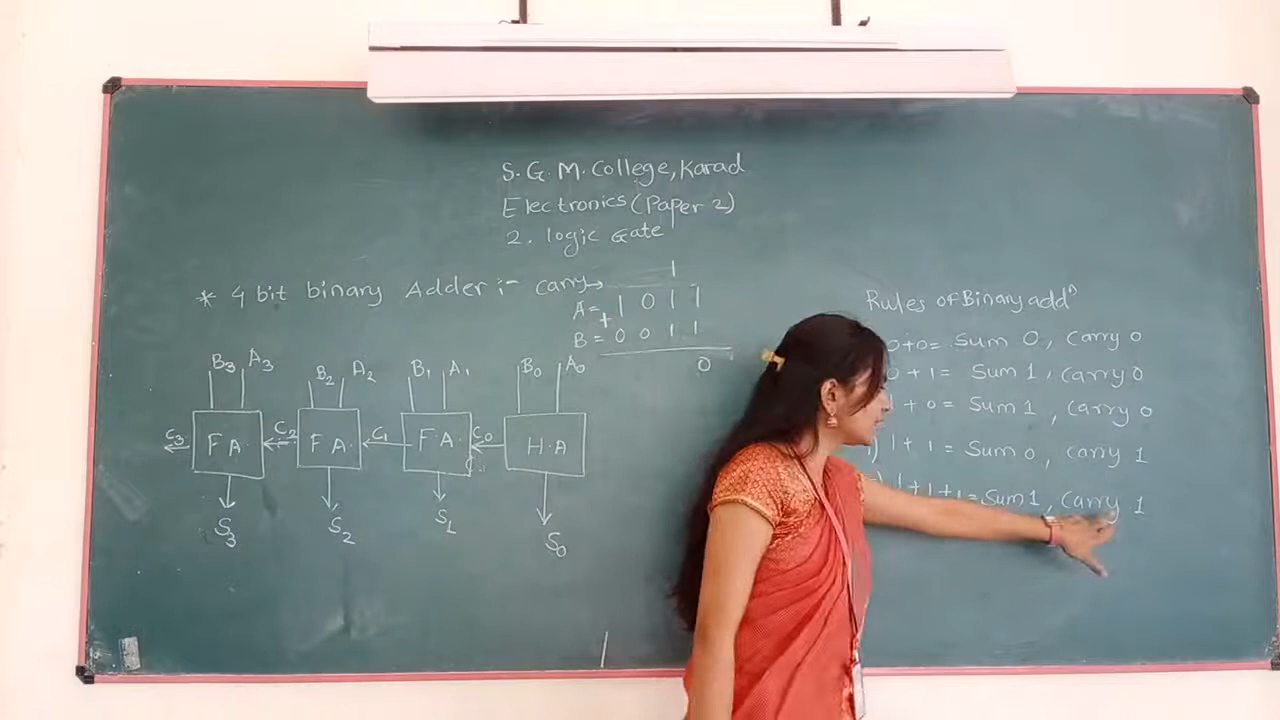 S. G. M. College, Karad
Electronics (Paper 2)
2. logic Gate
* 4 bit binary Adder :- carry→ 1
A= 1 0 1 1
+
B = 0 0 1 1
0
B3 A3 B2 A2 B1 A1 B0 A0
C3 F A. C2 F A. C1 F A. C0 H.A
S3 S2 S1 S0
Rules of Binary addn
0+0= Sum 0, Carry 0
0 + 1 = Sum 1, Carry 0
+ 0 = Sum 1, Carry 0
1 + 1 = Sum 0, Carry 1
1 + 1 + 1 = Sum 1, Carry 1